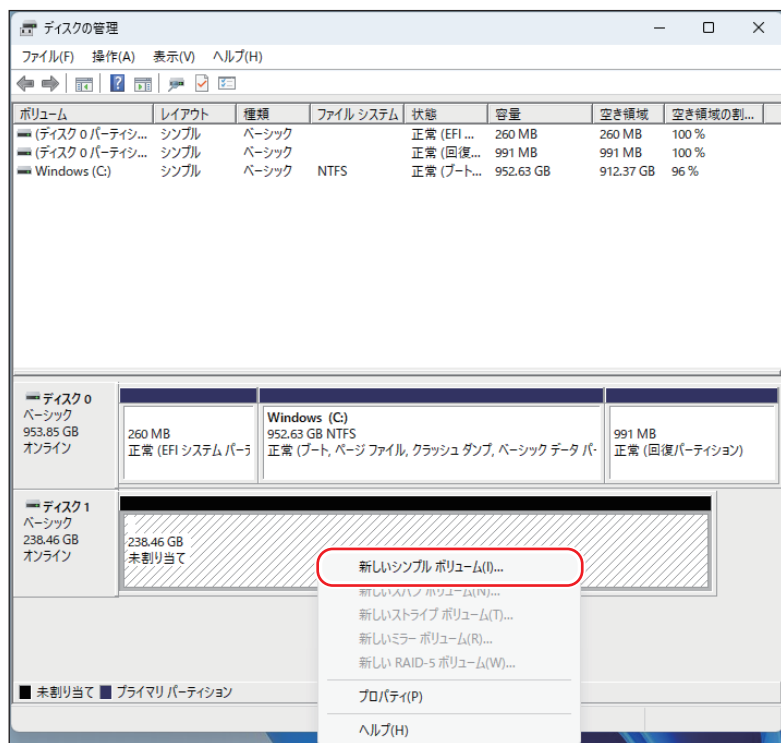 ディスクの管理
ファイル(F) 操作(A) 表示(V) ヘルプ(H)
ボリューム レイアウト 種類 ファイル システム 状態 容量 空き領域 空き領域の割...
(ディスク 0 パーティシ... シンプル ベーシック 正常 (EFI ... 260 MB 260 MB 100 %
(ディスク 0 パーティシ... シンプル ベーシック 正常 (回復... 991 MB 991 MB 100 %
Windows (C:) シンプル ベーシック NTFS 正常 (ブート... 952.63 GB 912.37 GB 96 %
ディスク 0
ベーシック
953.85 GB
オンライン
260 MB
正常 (EFI システム パーテ
Windows (C:)
952.63 GB NTFS
正常 (ブート, ページ ファイル, クラッシュ ダンプ, ベーシック データ パ-
991 MB
正常 (回復パーティション)
ディスク 1
ベーシック
238.46 GB
オンライン
238.46 GB
未割り当て
新しいシンプル ボリューム(I)...
新しいスパン ボリューム(N)...
新しいストライプ ボリューム(T)...
新しいミラー ボリューム(R)...
新しい RAID-5 ボリューム(W)...
プロパティ(P)
ヘルプ(H)
未割り当て プライマリ パーティション